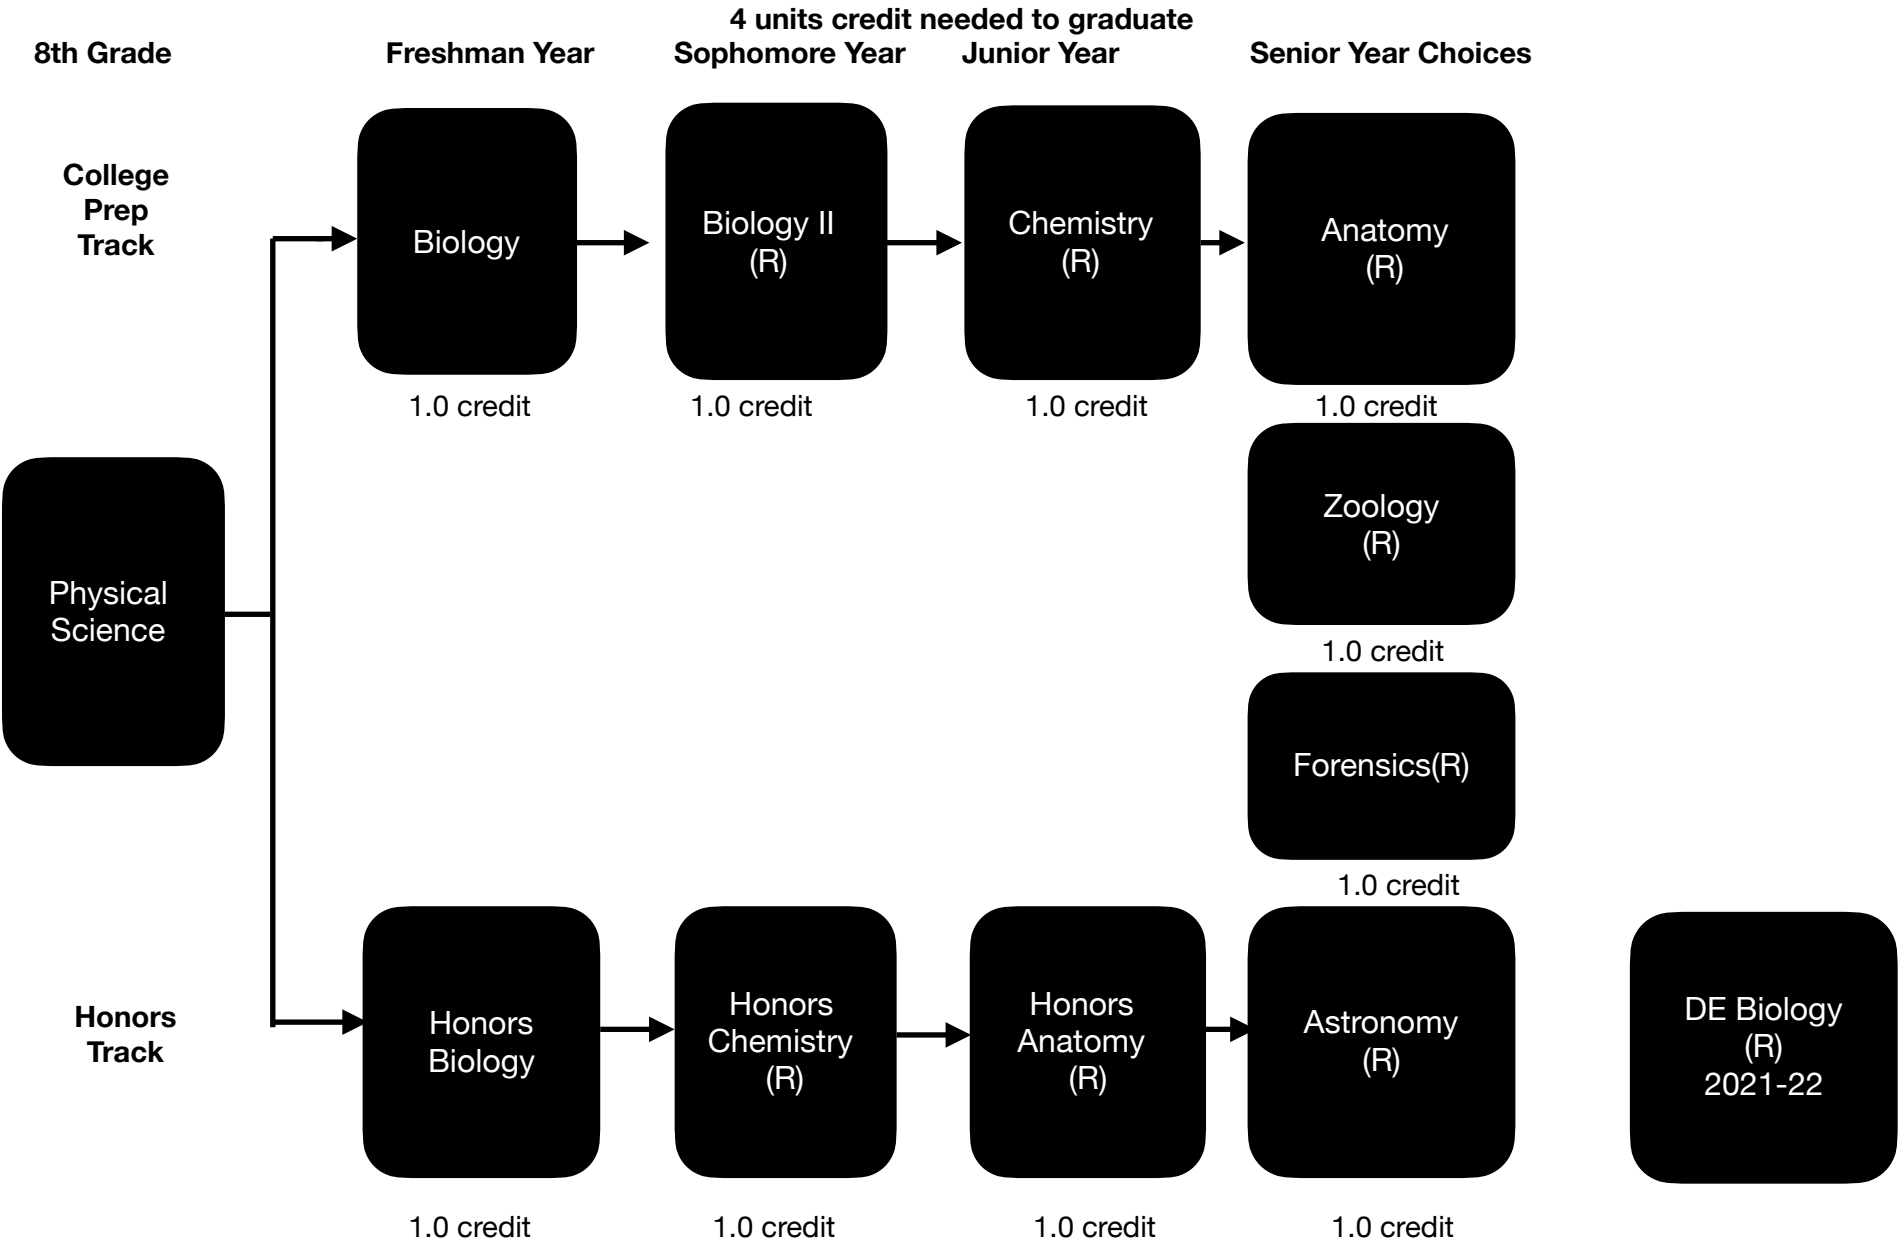 4 units credit needed to graduate
8th Grade
Freshman Year
Sophomore Year
Junior Year
Senior Year Choices
College
Prep
Track
Biology
Biology II
(R)
Chemistry
(R)
Anatomy
(R)
1.0 credit
1.0 credit
1.0 credit
1.0 credit
Zoology
(R)
1.0 credit
Physical
Science
Forensics(R)
1.0 credit
Honors
Track
Honors
Biology
Honors
Chemistry
(R)
Honors
Anatomy
(R)
Astronomy
(R)
DE Biology
(R)
2021-22
1.0 credit
1.0 credit
1.0 credit
1.0 credit